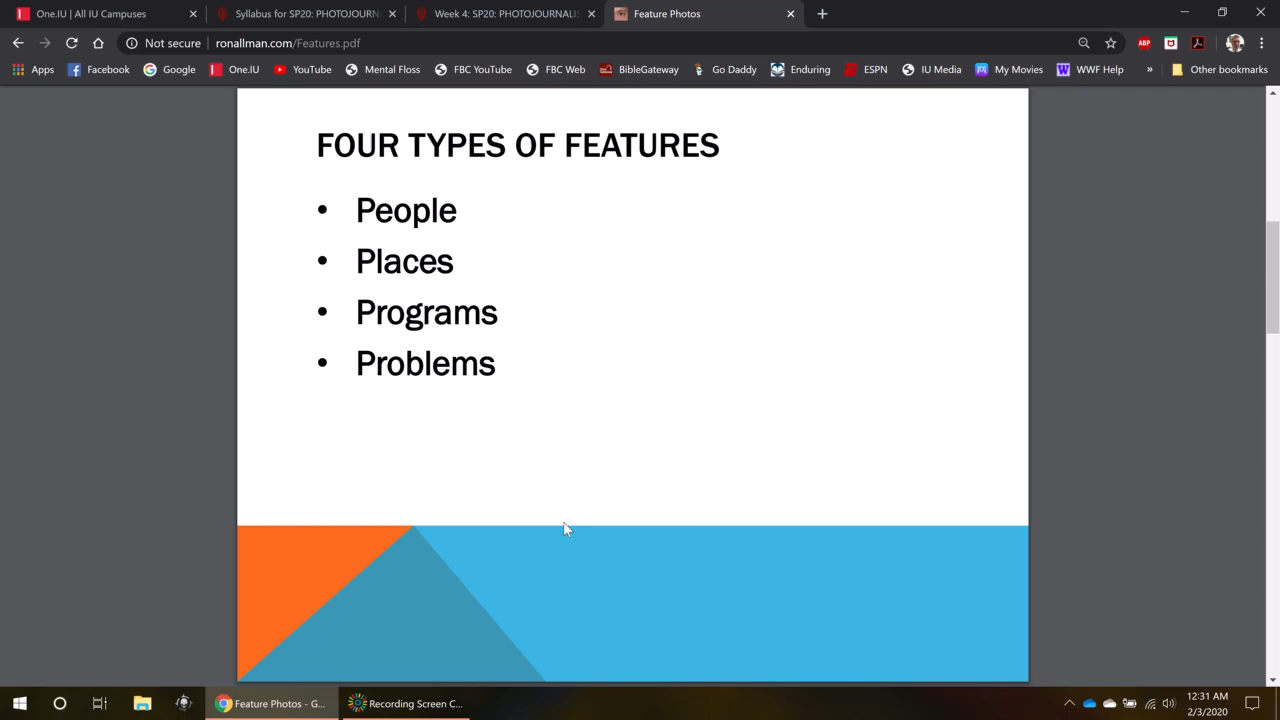 One.IU | All IU Campuses
Syllabus for SP20: PHOTOJOURNA
Week 4: SP20: PHOTOJOURNALIS
Feature Photos
Not secure | ronallman.com/Features.pdf
ABP
Apps Facebook Google One.IU YouTube Mental Floss FBC YouTube FBC Web BibleGateway Go Daddy Enduring ESPN IU Media My Movies WWF Help » Other bookmarks
FOUR TYPES OF FEATURES
• People
• Places
• Programs
• Problems
Feature Photos - G...
Recording Screen C...
12:31 AM
2/3/2020